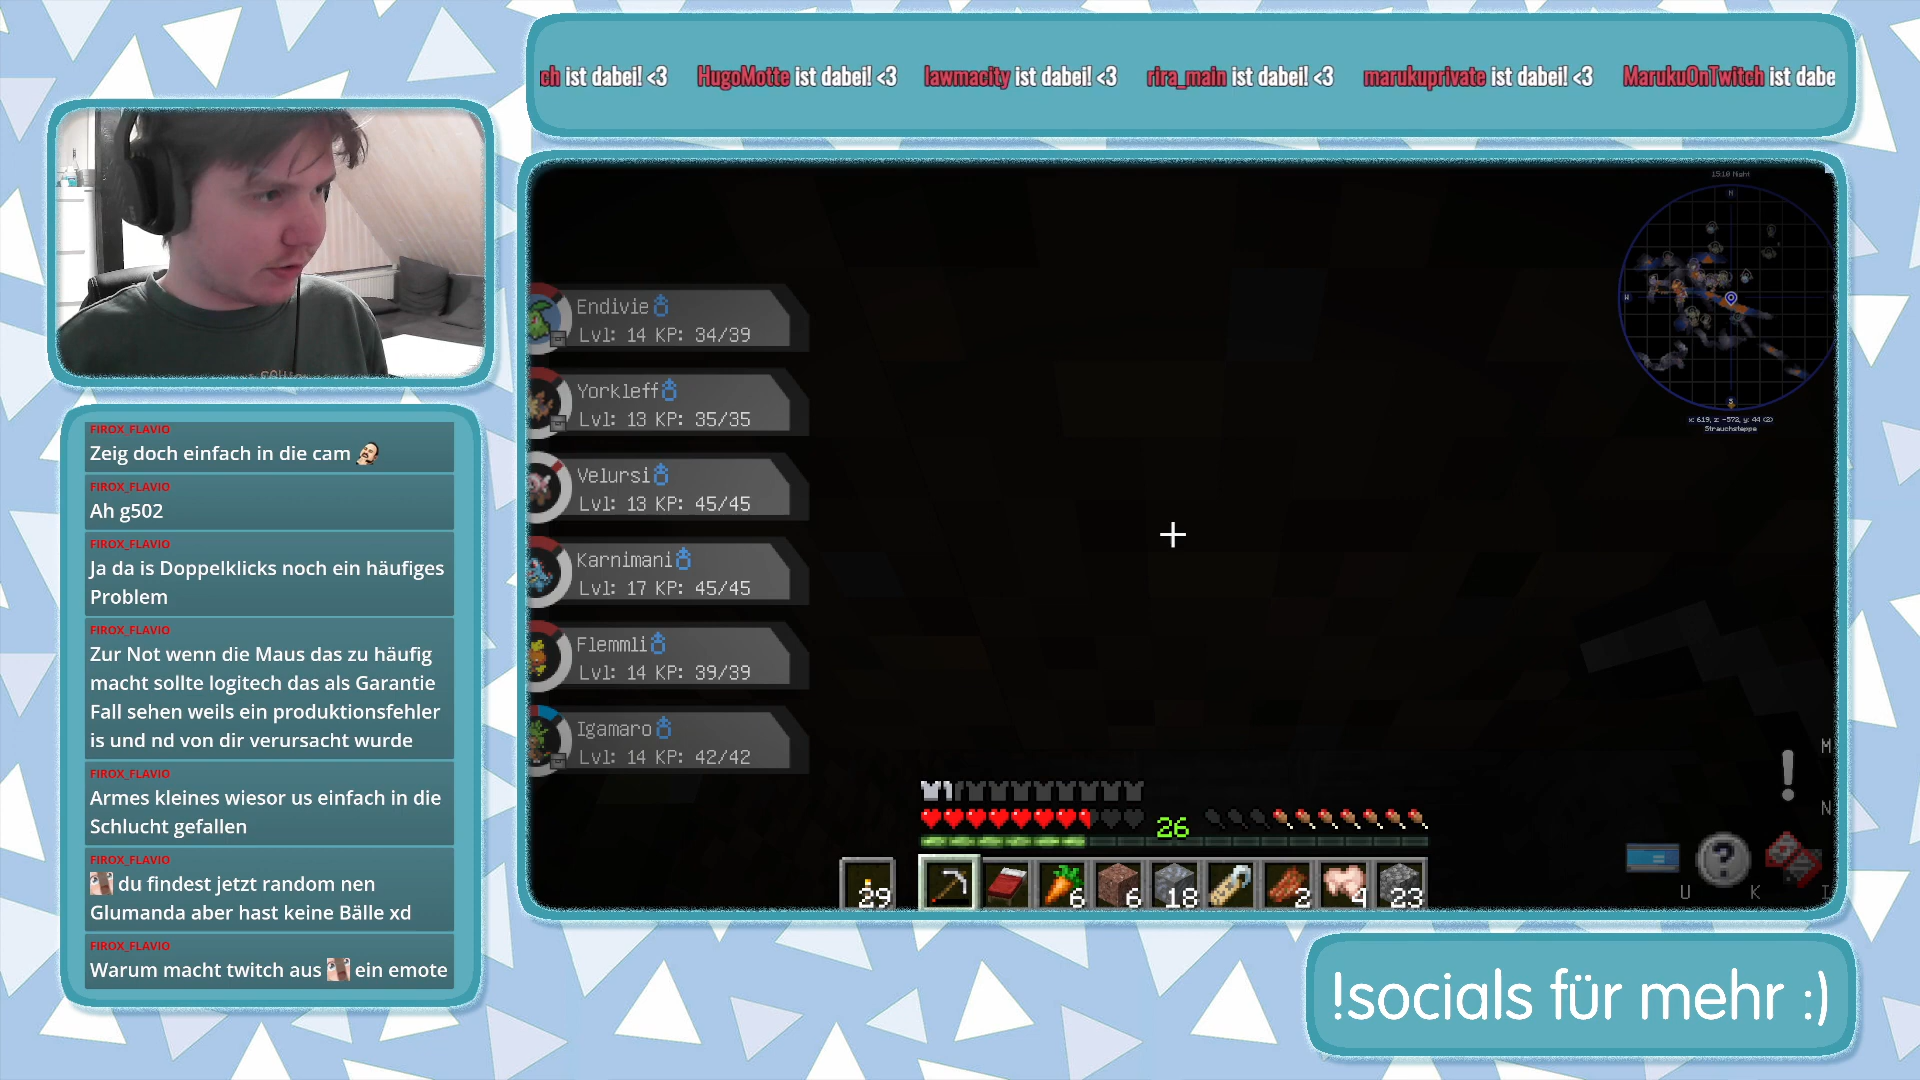 ch ist dabei! <3 HugoMotte ist dabei! <3 lawmacity ist dabei! <3 rira_main ist dabei! <3 marukuprivate ist dabei! <3 MarukuOnTwitch ist dabe
FIROX_FLAVIO
Zeig doch einfach in die cam
FIROX_FLAVIO
Ah g502
FIROX_FLAVIO
Ja da is Doppelklicks noch ein häufiges
Problem
FIROX_FLAVIO
Zur Not wenn die Maus das zu häufig
macht sollte logitech das als Garantie
Fall sehen weils ein produktionsfehler
is und nd von dir verursacht wurde
FIROX_FLAVIO
Armes kleines wiesor us einfach in die
Schlucht gefallen
FIROX_FLAVIO
du findest jetzt random nen
Glumanda aber hast keine Bälle xd
FIROX_FLAVIO
Warum macht twitch aus ein emote
Endivie
Lvl: 14 KP: 34/39
Yorkleff
Lvl: 13 KP: 35/35
Velursi
Lvl: 13 KP: 45/45
Karnimani
Lvl: 17 KP: 45/45
Flemmli
Lvl: 14 KP: 39/39
Igamaro
Lvl: 14 KP: 42/42
N
W
S
x: 619, z: -572, y: 44 (2)
Strauchsteppe
M
N
U K I
26
29 6 6 18 2 4 23
!socials für mehr :)